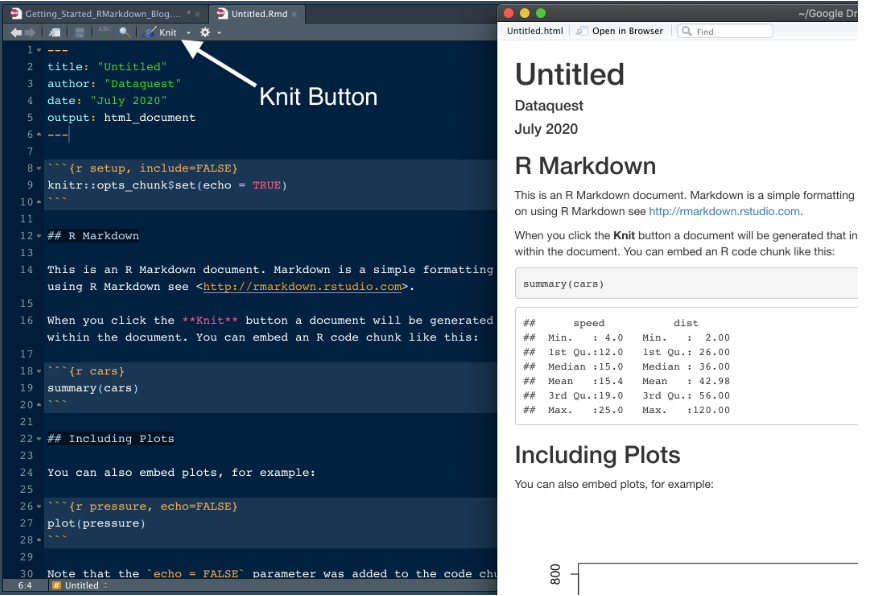 Getting_Started_RMarkdown_Blog.... * × Untitled.Rmd ×
Knit
Knit Button
1 ---
2 title: "Untitled"
3 author: "Dataquest"
4 date: "July 2020"
5 output: html_document
6 ---
7
8 ```{r setup, include=FALSE}
9 knitr::opts_chunk$set(echo = TRUE)
10 ```
11
12 ## R Markdown
13
14 This is an R Markdown document. Markdown is a simple formatting
using R Markdown see <http://rmarkdown.rstudio.com>.
15
16 When you click the **Knit** button a document will be generated
within the document. You can embed an R code chunk like this:
17
18 ```{r cars}
19 summary(cars)
20 ```
21
22 ## Including Plots
23
24 You can also embed plots, for example:
25
26 ```{r pressure, echo=FALSE}
27 plot(pressure)
28 ```
29
30 Note that the `echo = FALSE` parameter was added to the code chu
6:4 # Untitled
~/Google Dr
Untitled.html Open in Browser Find
Untitled
Dataquest
July 2020
R Markdown
This is an R Markdown document. Markdown is a simple formatting
on using R Markdown see http://rmarkdown.rstudio.com.
When you click the Knit button a document will be generated that in
within the document. You can embed an R code chunk like this:
summary(cars)
## speed dist
## Min. : 4.0 Min. : 2.00
## 1st Qu.:12.0 1st Qu.: 26.00
## Median :15.0 Median : 36.00
## Mean :15.4 Mean : 42.98
## 3rd Qu.:19.0 3rd Qu.: 56.00
## Max. :25.0 Max. :120.00
Including Plots
You can also embed plots, for example:
800